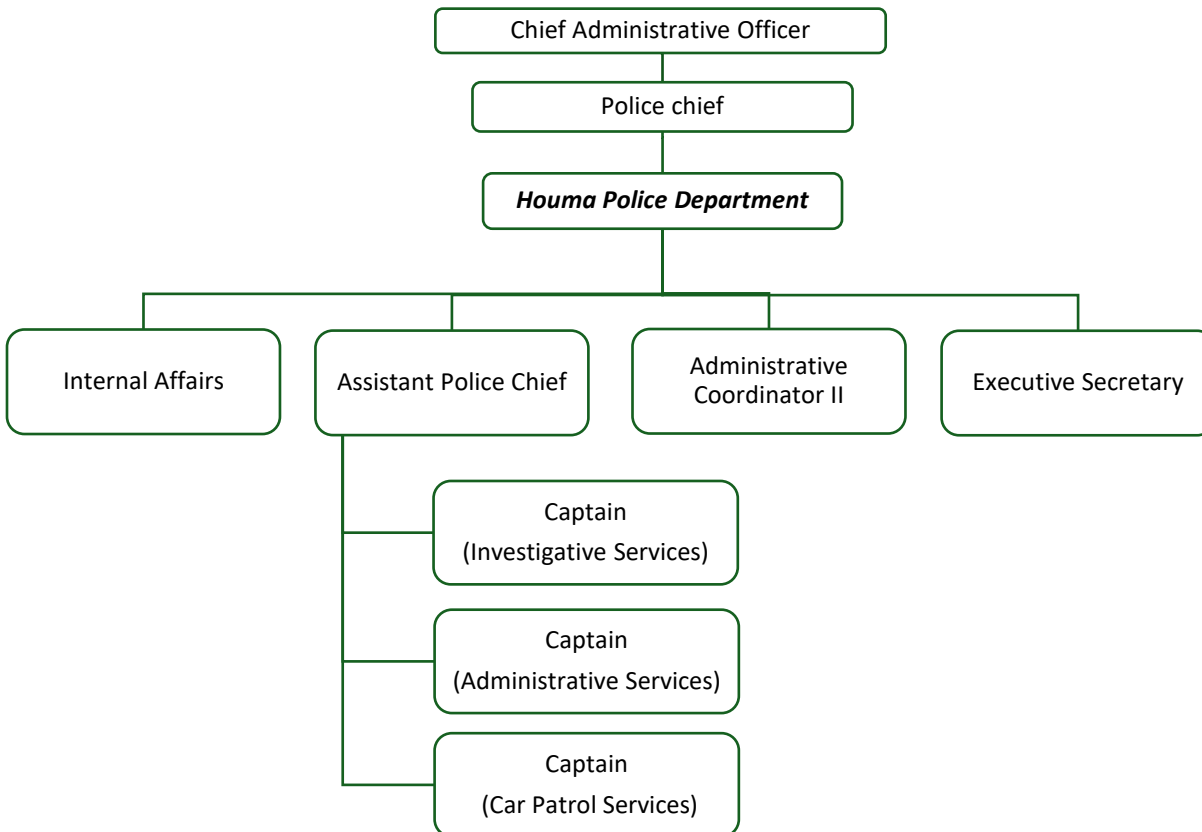 Chief Administrative Officer
Police chief
Houma Police Department
Internal Affairs
Assistant Police Chief
Administrative
Coordinator II
Executive Secretary
Captain
(Investigative Services)
Captain
(Administrative Services)
Captain
(Car Patrol Services)